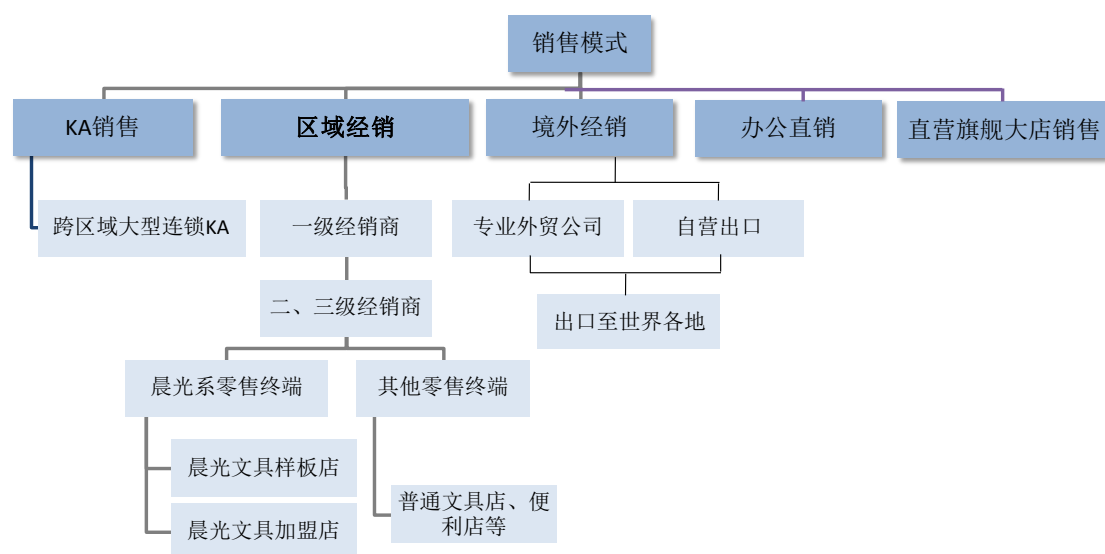 销售模式
KA销售
区域经销
境外经销
办公直销
直营旗舰大店销售
跨区域大型连锁KA
一级经销商
专业外贸公司
自营出口
二、三级经销商
出口至世界各地
晨光系零售终端
其他零售终端
晨光文具样板店
普通文具店、便
利店等
晨光文具加盟店